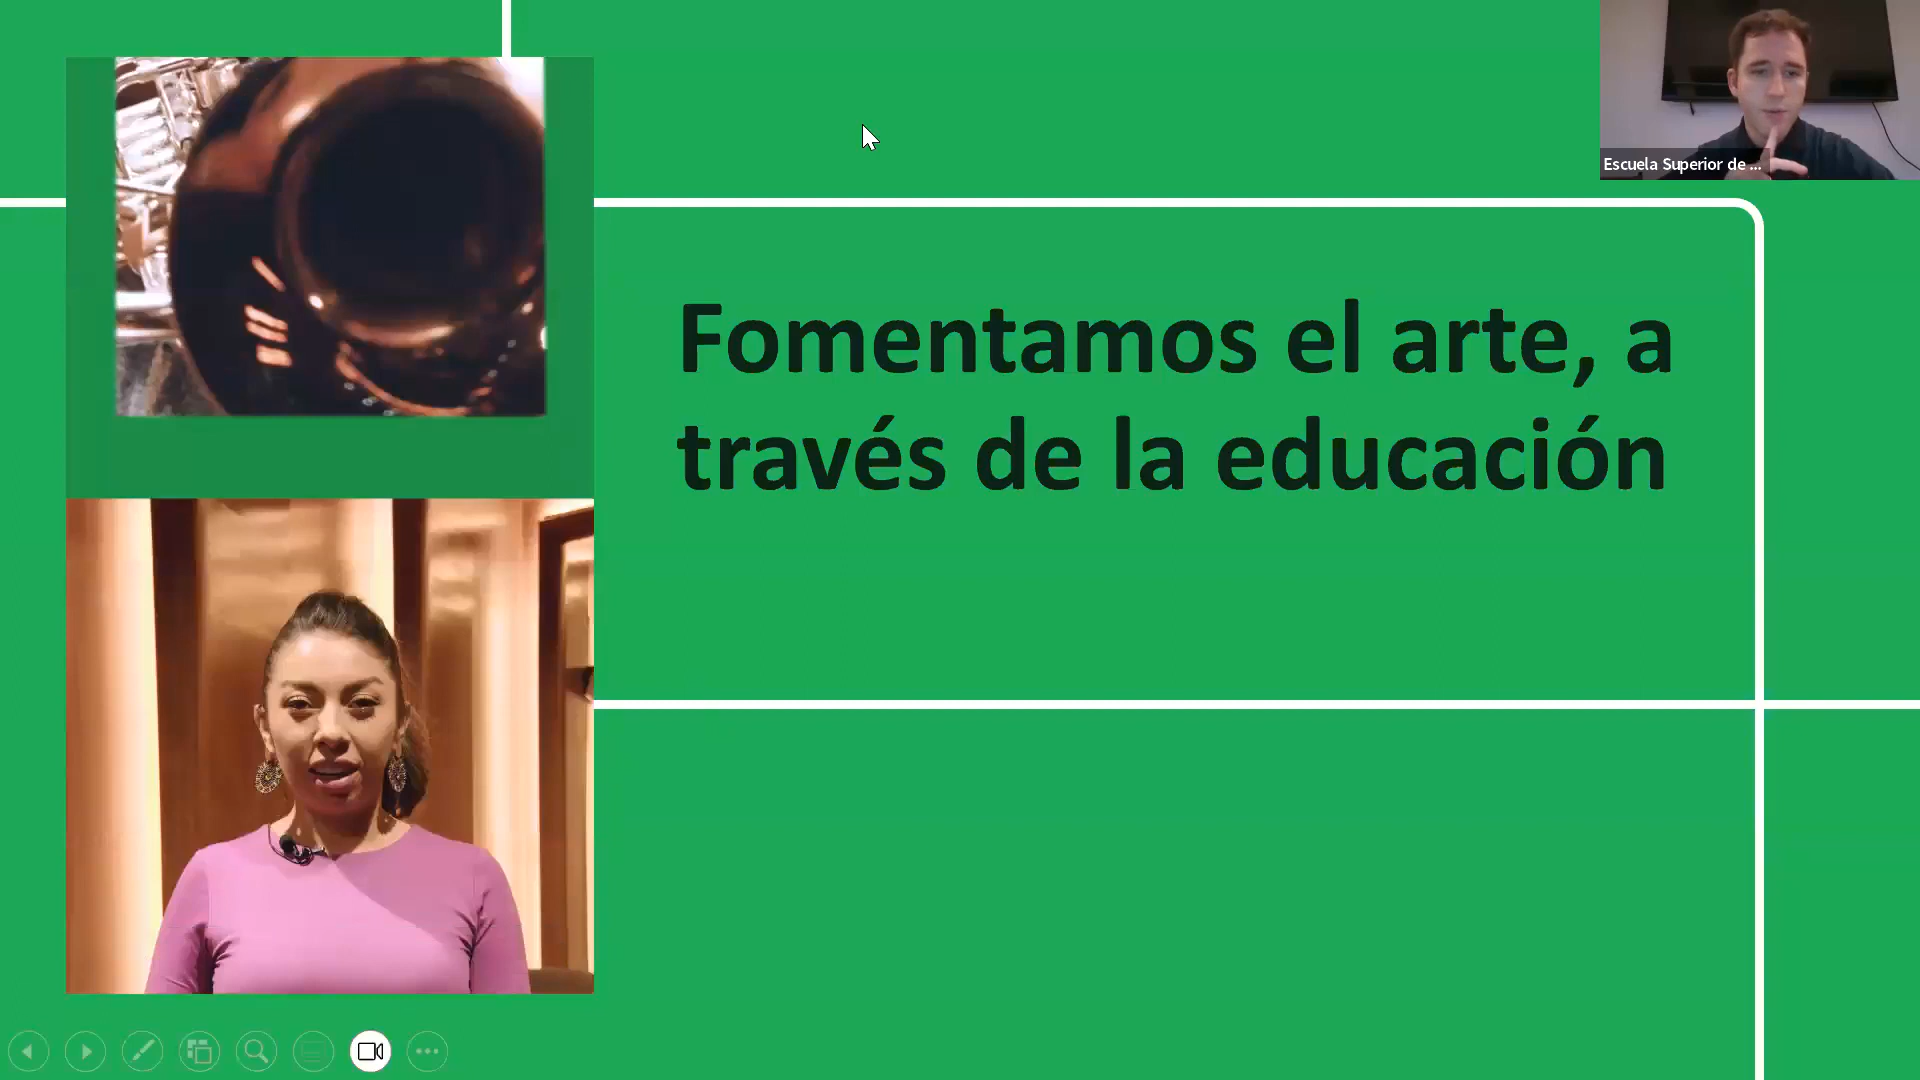 Escuela Superior de ...
Fomentamos el arte, a
través de la educación